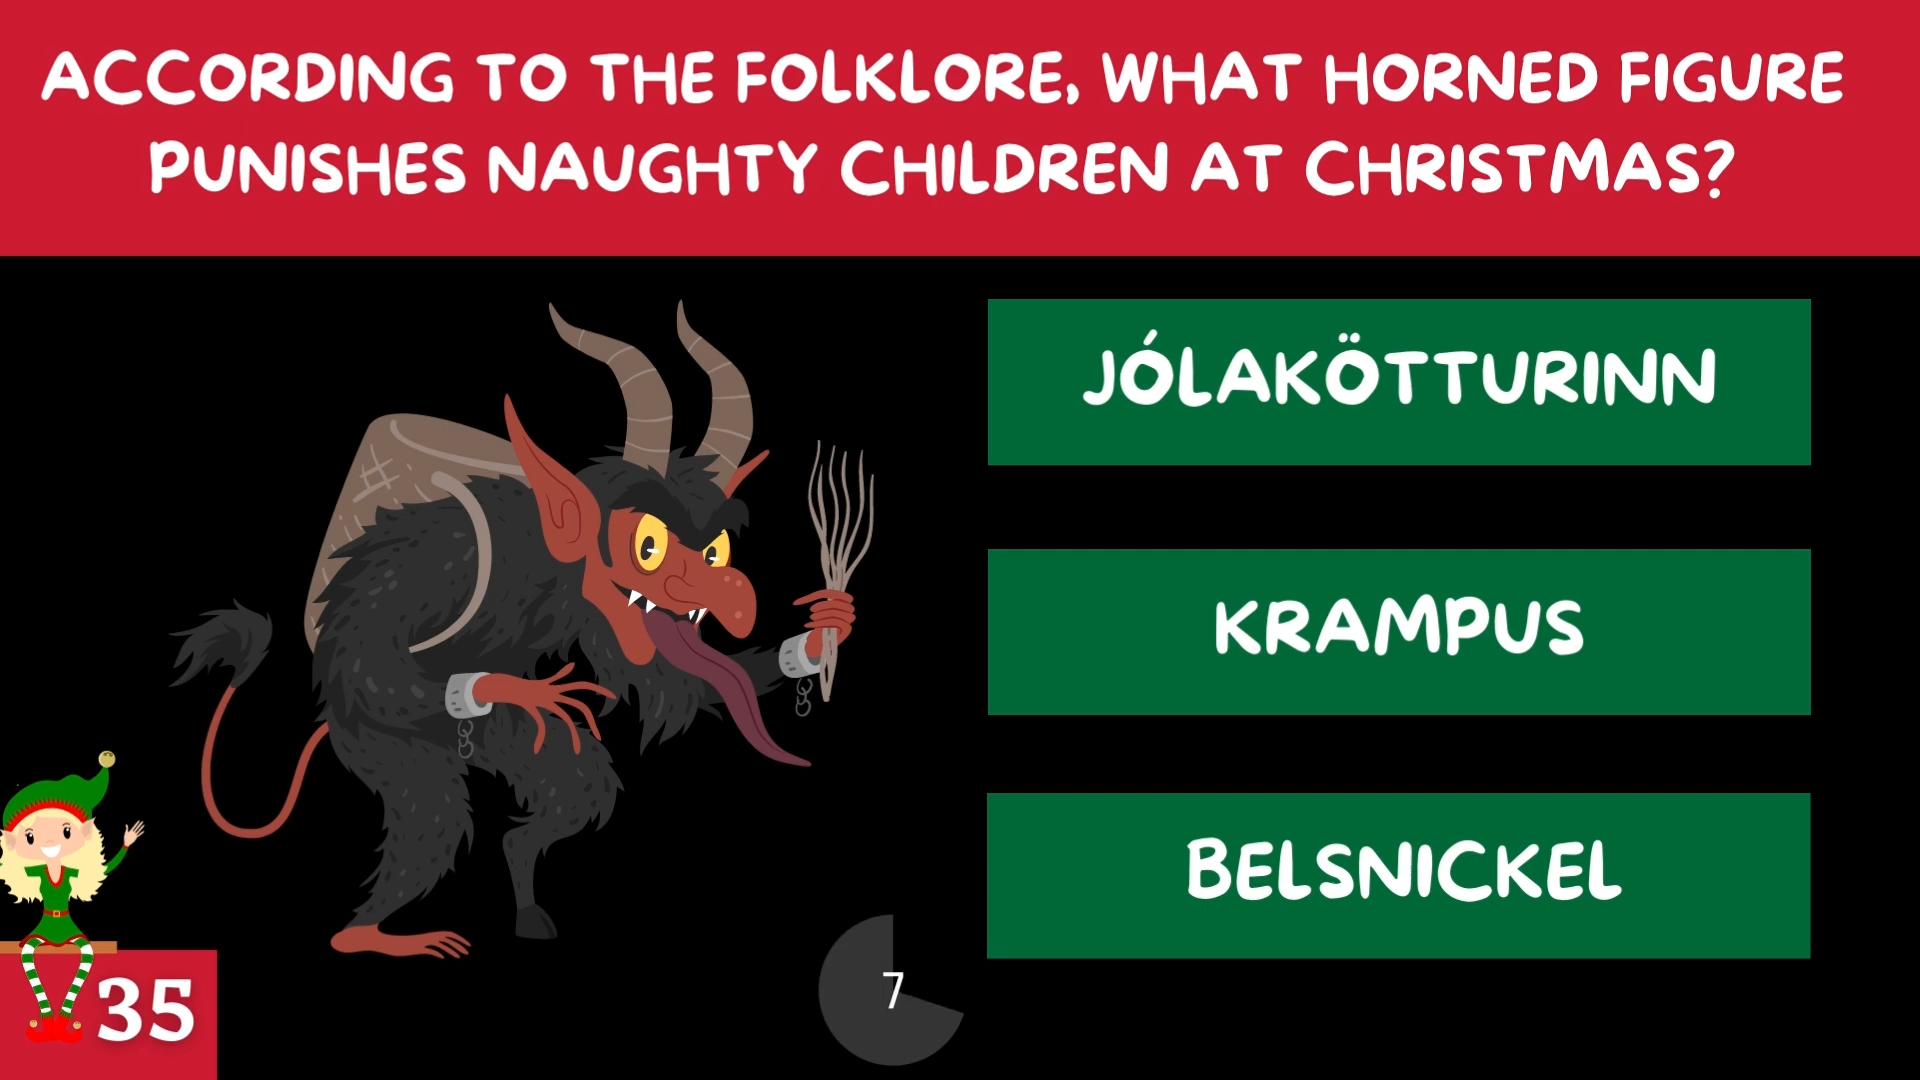 ACCORDING TO THE FOLKLORE, WHAT HORNED FIGURE
PUNISHES NAUGHTY CHILDREN AT CHRISTMAS?
JÓLAKÖTTURINN
KRAMPUS
BELSNICKEL
7
35